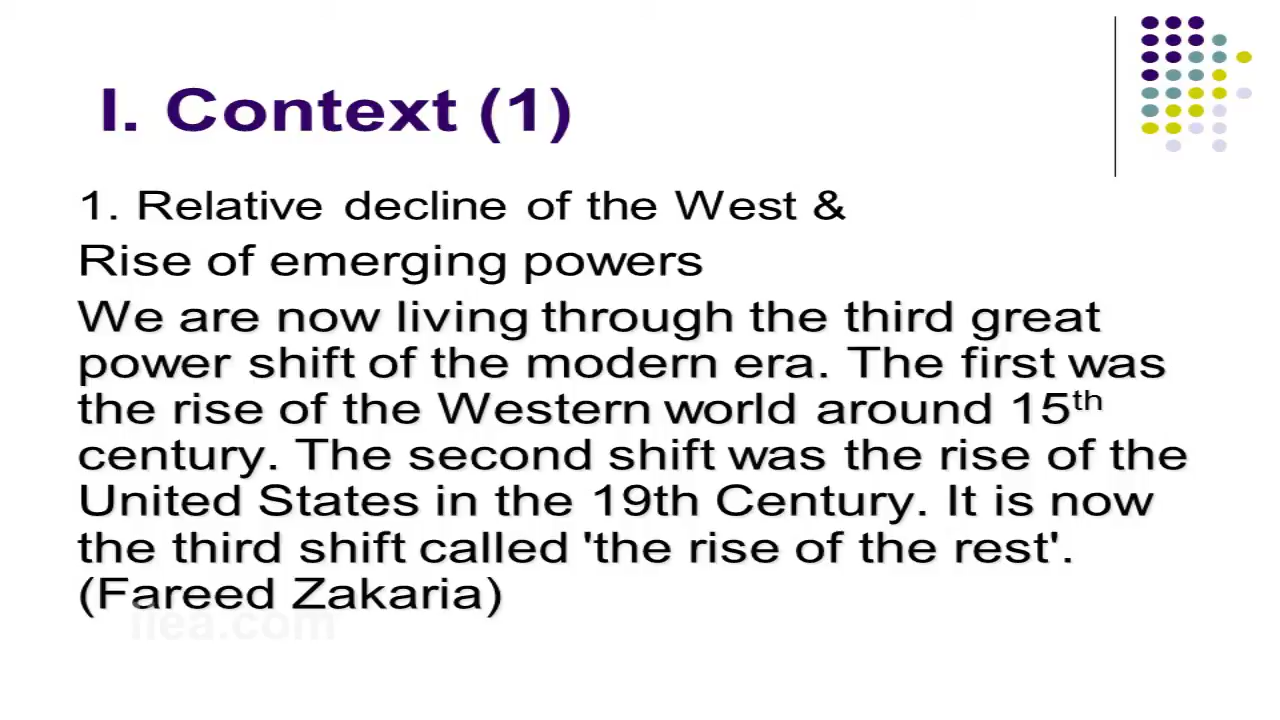 I. Context (1)
1. Relative decline of the West &
Rise of emerging powers
We are now living through the third great
power shift of the modern era. The first was
the rise of the Western world around 15th
century. The second shift was the rise of the
United States in the 19th Century. It is now
the third shift called 'the rise of the rest'.
(Fareed Zakaria)
iiea.com